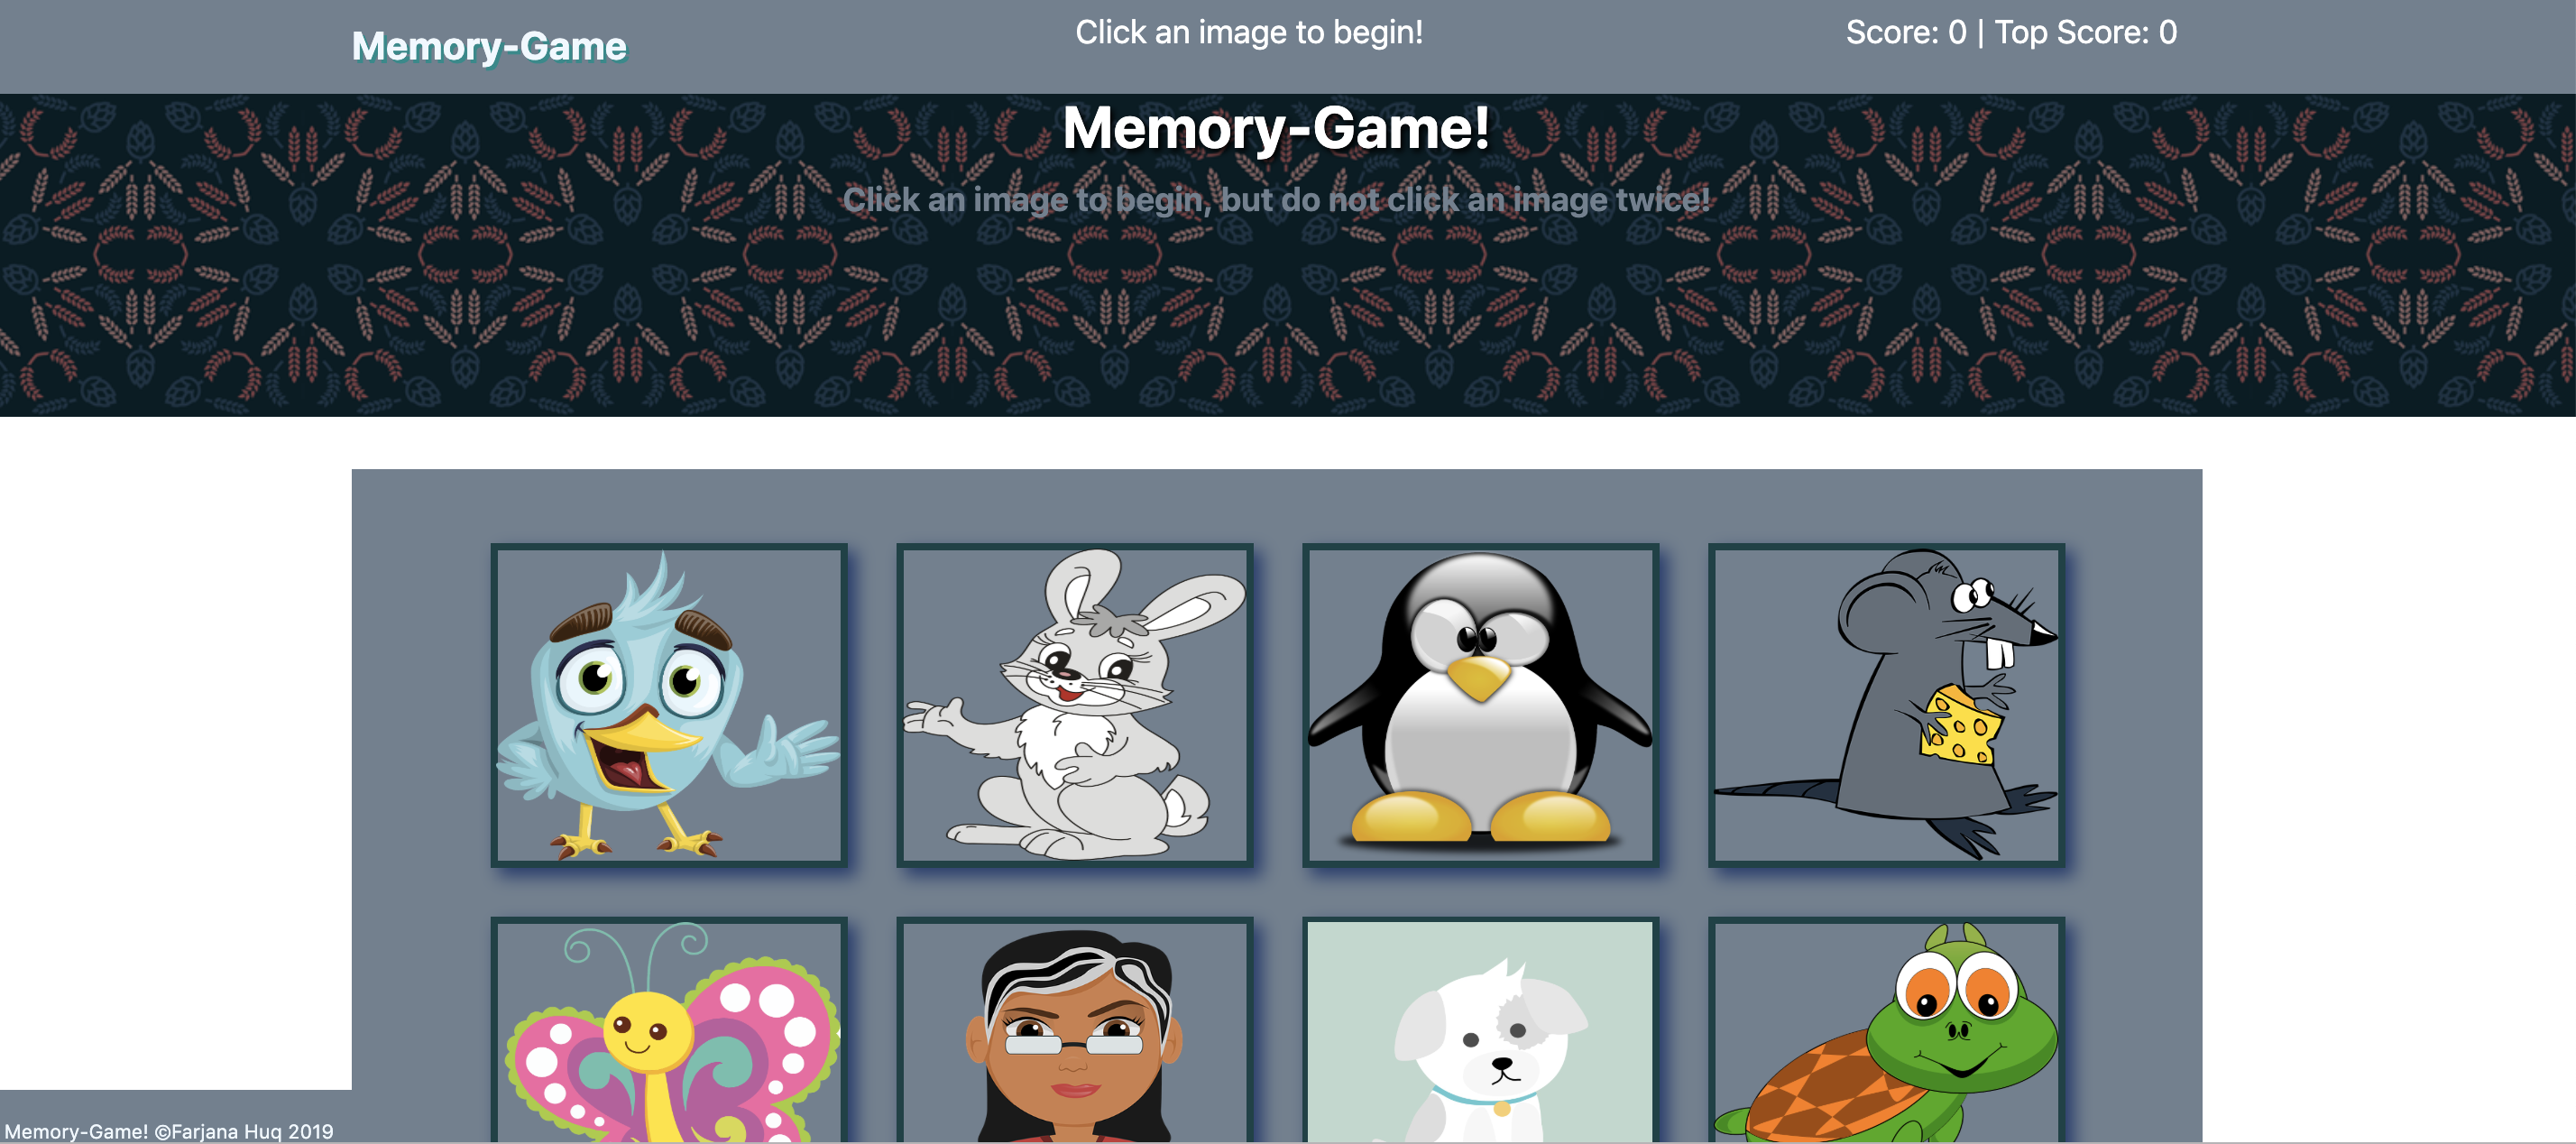 Memory-Game
Click an image to begin!
Score: 0 | Top Score: 0
Memory-Game!
Click an image to begin, but do not click an image twice!
Memory-Game! ©Farjana Huq 2019